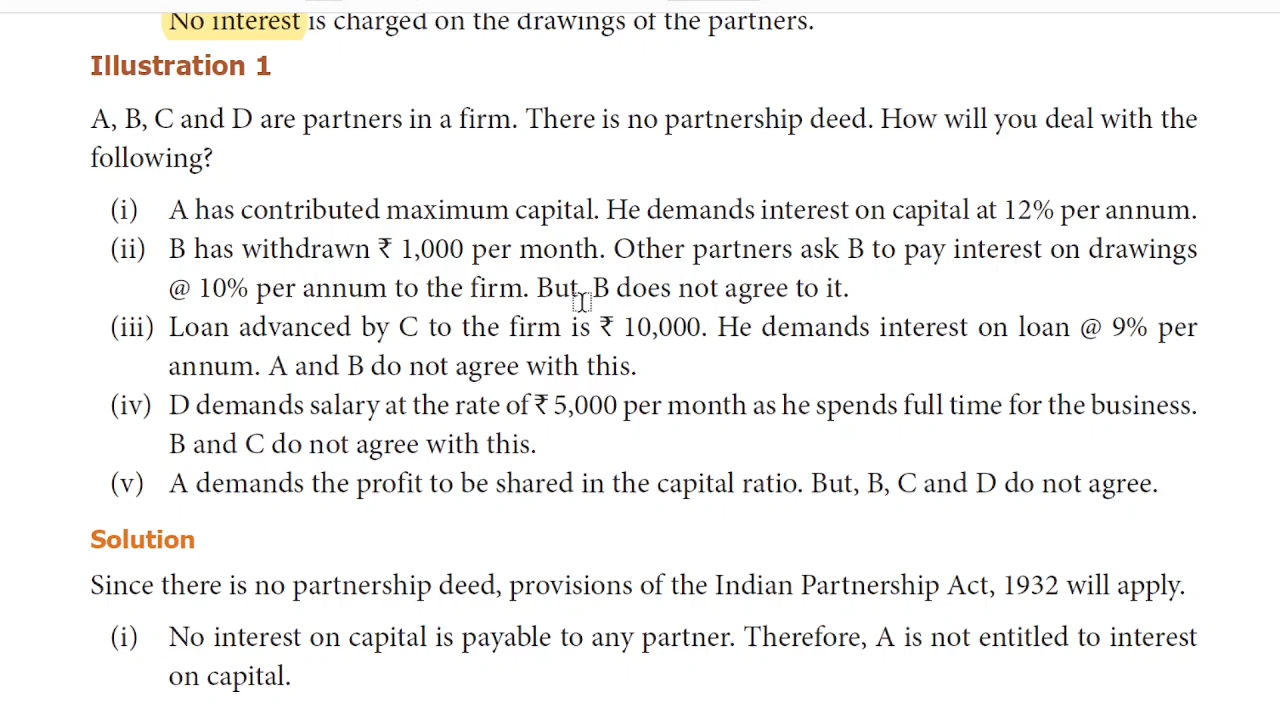 No interest is charged on the drawings of the partners.
Illustration 1
A, B, C and D are partners in a firm. There is no partnership deed. How will you deal with the
following?
(i) A has contributed maximum capital. He demands interest on capital at 12% per annum.
(ii) B has withdrawn ₹ 1,000 per month. Other partners ask B to pay interest on drawings
@ 10% per annum to the firm. But, B does not agree to it.
(iii) Loan advanced by C to the firm is ₹ 10,000. He demands interest on loan @ 9% per
annum. A and B do not agree with this.
(iv) D demands salary at the rate of ₹ 5,000 per month as he spends full time for the business.
B and C do not agree with this.
(v) A demands the profit to be shared in the capital ratio. But, B, C and D do not agree.
Solution
Since there is no partnership deed, provisions of the Indian Partnership Act, 1932 will apply.
(i) No interest on capital is payable to any partner. Therefore, A is not entitled to interest
on capital.